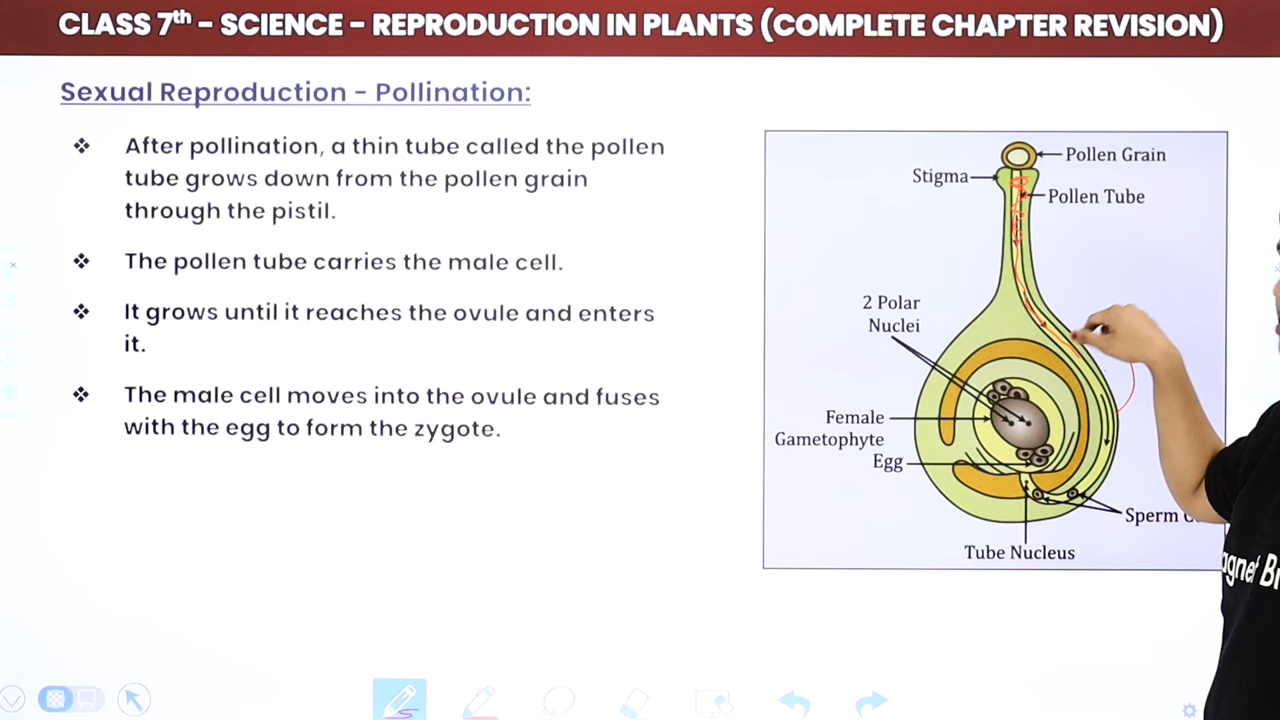 CLASS 7th – SCIENCE – REPRODUCTION IN PLANTS (COMPLETE CHAPTER REVISION)
Sexual Reproduction – Pollination:
❖ After pollination, a thin tube called the pollen
tube grows down from the pollen grain
through the pistil.
❖ The pollen tube carries the male cell.
❖ It grows until it reaches the ovule and enters
it.
❖ The male cell moves into the ovule and fuses
with the egg to form the zygote.
Pollen Grain
Stigma
Pollen Tube
2 Polar
Nuclei
Female
Gametophyte
Egg
Sperm
Tube Nucleus